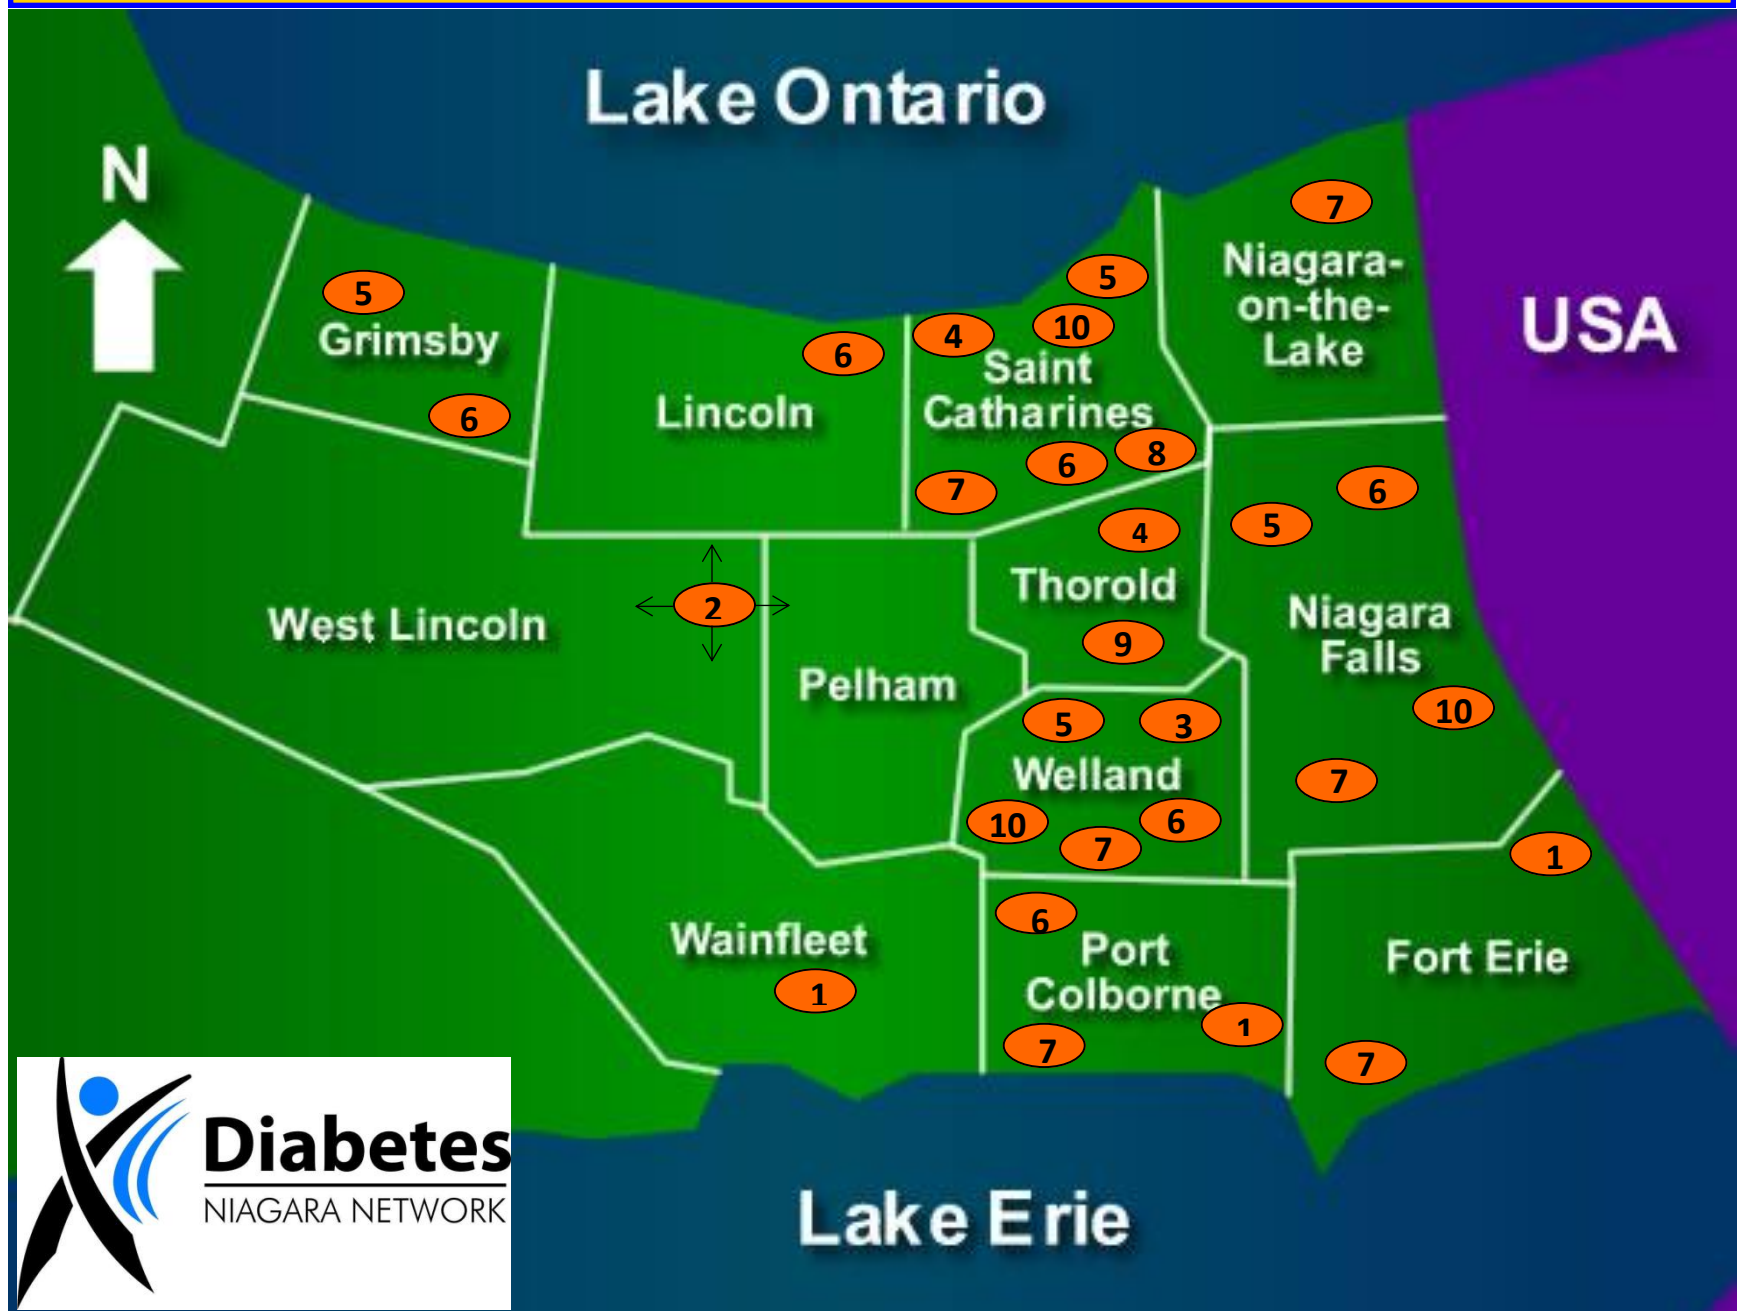 Lake Ontario
N
7
Niagara-
on-the-
Lake
USA
5
Grimsby
6
6
Lincoln
5
10
4
Saint
Catharines
8
6
7
6
5
4
Thorold
9
Niagara
Falls
10
7
2
West Lincoln
Pelham
5
3
Welland
10
6
7
1
Fort Erie
7
Wainfleet
1
6
Port
Colborne
1
7
Diabetes
NIAGARA NETWORK
Lake Erie